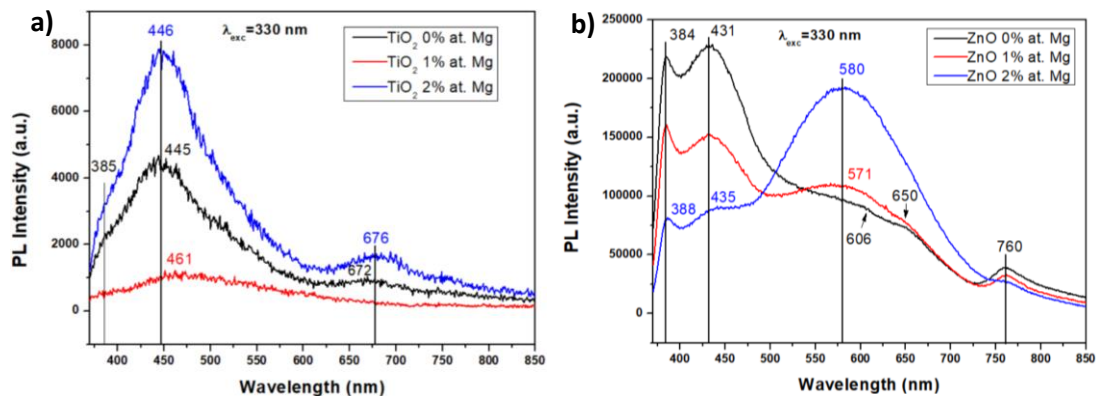 a)
λexc=330 nm
TiO2 0% at. Mg
TiO2 1% at. Mg
TiO2 2% at. Mg
446
385
445
461
672
676
8000
6000
4000
2000
0
PL Intensity (a.u.)
400 450 500 550 600 650 700 750 800 850
Wavelength (nm)
b)
λexc=330 nm
ZnO 0% at. Mg
ZnO 1% at. Mg
ZnO 2% at. Mg
384
431
580
388
435
571
650
606
760
250000
200000
150000
100000
50000
0
PL Intensity (a.u.)
400 450 500 550 600 650 700 750 800 850
Wavelength (nm)